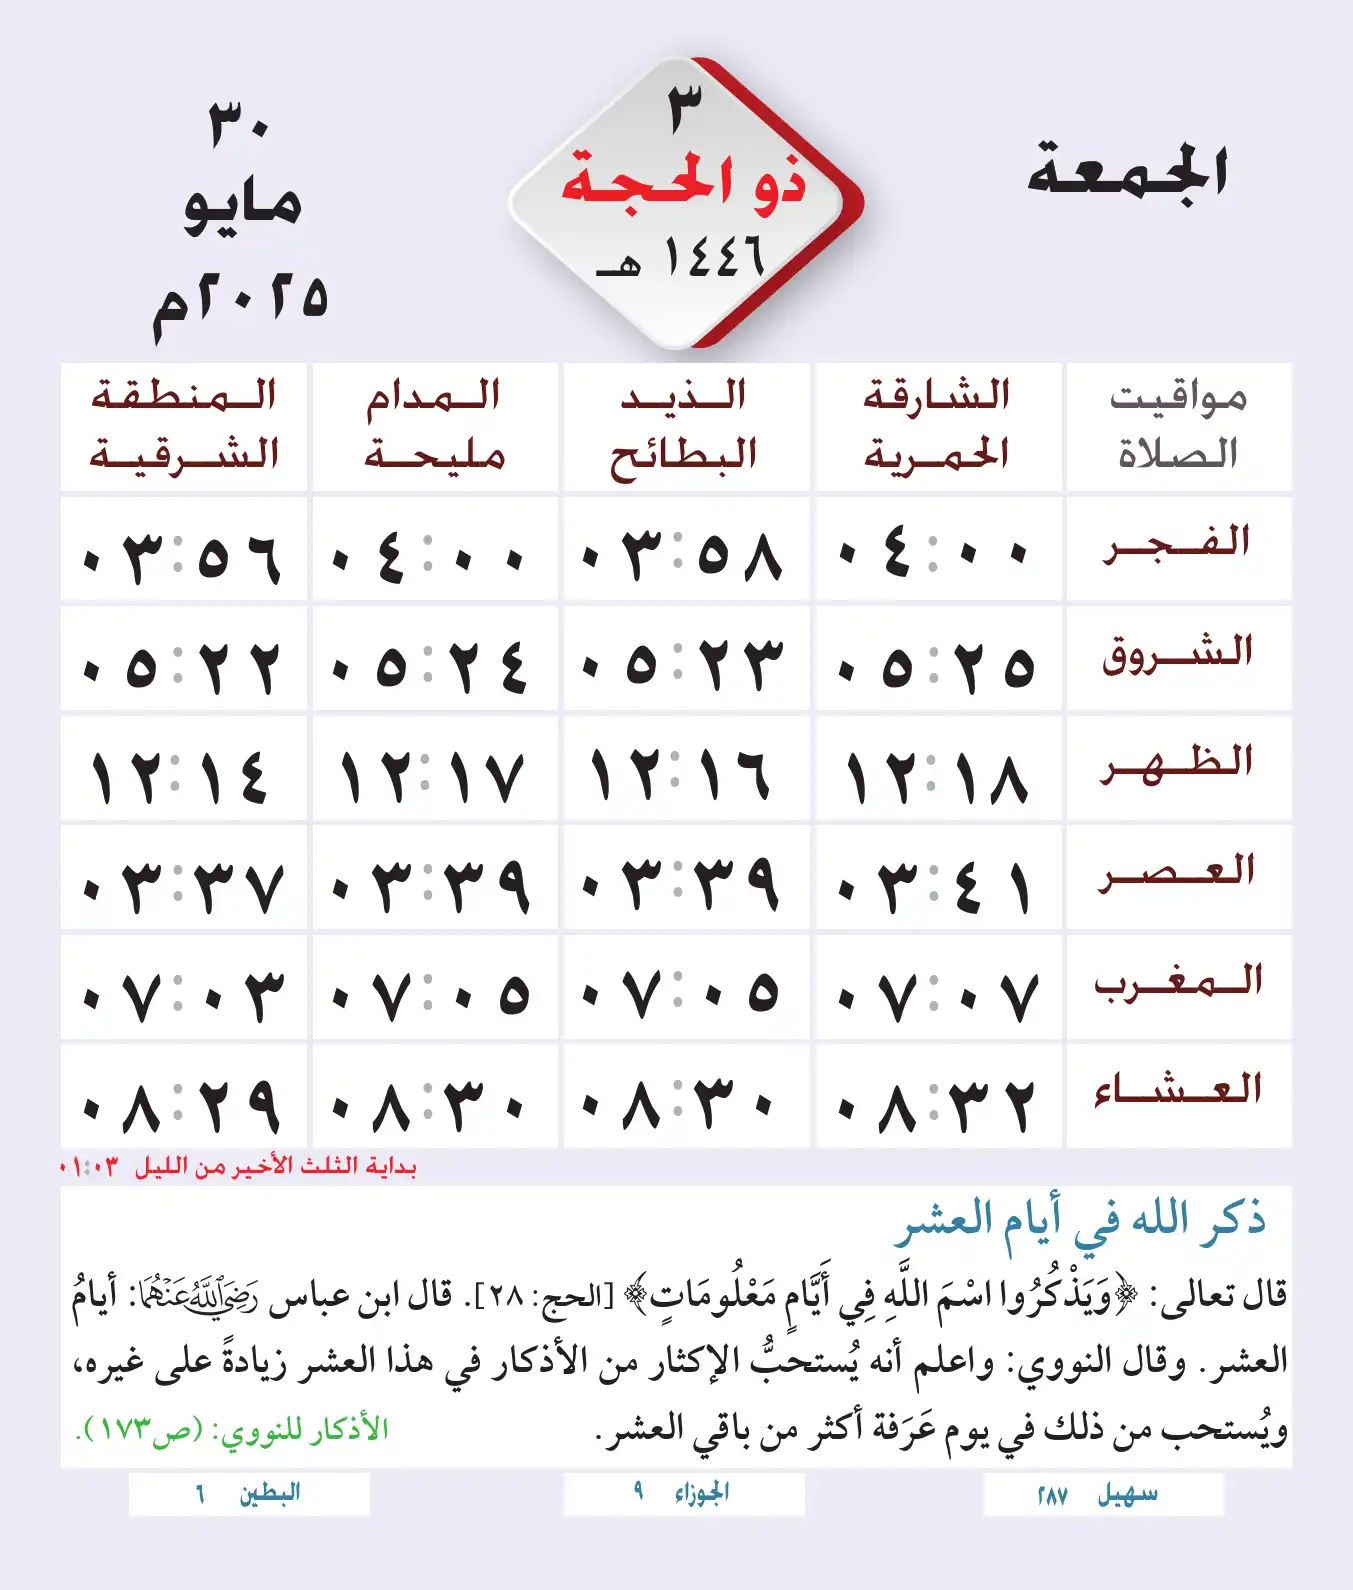 الجمعة
٣
ذو الحجة
١٤٤٦ هـ
٣٠
مايو
٢٠٢٥م
مواقيت الصلاة
الشارقة الحمرية
الذيد البطائح
المدام مليحة
المنطقة الشرقية
الفجر ٠٤:٠٠ ٠٣:٥٨ ٠٤:٠٠ ٠٣:٥٦
الشروق ٠٥:٢٥ ٠٥:٢٣ ٠٥:٢٤ ٠٥:٢٢
الظهر ١٢:١٨ ١٢:١٦ ١٢:١٧ ١٢:١٤
العصر ٠٣:٤١ ٠٣:٣٩ ٠٣:٣٩ ٠٣:٣٧
المغرب ٠٧:٠٧ ٠٧:٠٥ ٠٧:٠٥ ٠٧:٠٣
العشاء ٠٨:٣٢ ٠٨:٣٠ ٠٨:٣٠ ٠٨:٢٩
بداية الثلث الأخير من الليل ٠١:٠٣
ذكر الله في أيام العشر
قال تعالى: ﴿وَيَذْكُرُوا اسْمَ اللَّهِ فِي أَيَّامٍ مَعْلُومَاتٍ﴾ [الحج: ٢٨]. قال ابن عباس رَضِيَ اللَّهُ عَنْهُمَا: أيامُ
العشر. وقال النووي: واعلم أنه يُستحبُّ الإكثار من الأذكار في هذا العشر زيادةً على غيره،
ويُستحب من ذلك في يوم عَرَفة أكثر من باقي العشر. الأذكار للنووي: (ص١٧٣).
سهيل ٢٨٧
الجوزاء ٩
البطين ٦